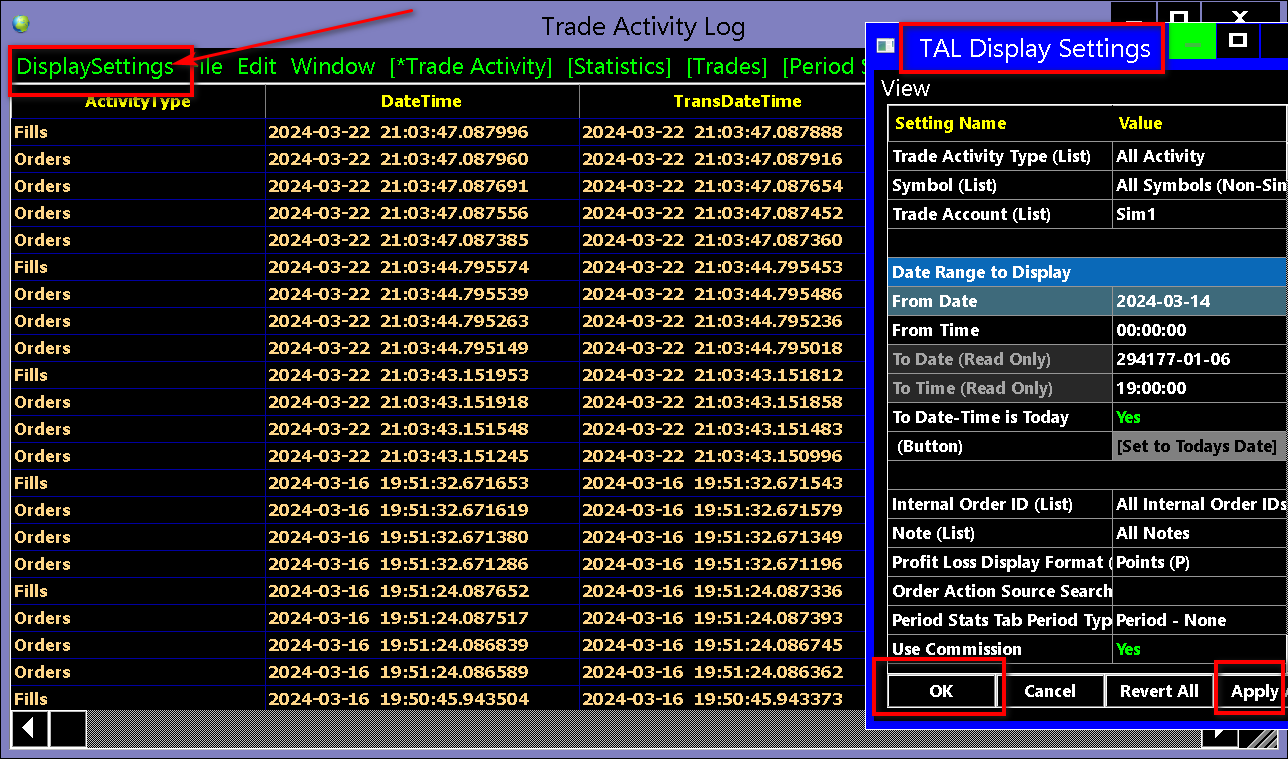 Trade Activity Log
DisplaySettings Edit Window [*Trade Activity] [Statistics] [Trades] [Period
ActivityType DateTime TransDateTime
Fills 2024-03-22 21:03:47.087996 2024-03-22 21:03:47.087888
Orders 2024-03-22 21:03:47.087960 2024-03-22 21:03:47.087916
Orders 2024-03-22 21:03:47.087691 2024-03-22 21:03:47.087654
Orders 2024-03-22 21:03:47.087556 2024-03-22 21:03:47.087452
Orders 2024-03-22 21:03:47.087385 2024-03-22 21:03:47.087360
Fills 2024-03-22 21:03:44.795574 2024-03-22 21:03:44.795453
Orders 2024-03-22 21:03:44.795539 2024-03-22 21:03:44.795486
Orders 2024-03-22 21:03:44.795263 2024-03-22 21:03:44.795236
Orders 2024-03-22 21:03:44.795149 2024-03-22 21:03:44.795018
Fills 2024-03-22 21:03:43.151953 2024-03-22 21:03:43.151812
Orders 2024-03-22 21:03:43.151918 2024-03-22 21:03:43.151858
Orders 2024-03-22 21:03:43.151548 2024-03-22 21:03:43.151483
Orders 2024-03-22 21:03:43.151245 2024-03-22 21:03:43.150996
Fills 2024-03-16 19:51:32.671653 2024-03-16 19:51:32.671543
Orders 2024-03-16 19:51:32.671619 2024-03-16 19:51:32.671579
Orders 2024-03-16 19:51:32.671380 2024-03-16 19:51:32.671349
Orders 2024-03-16 19:51:32.671286 2024-03-16 19:51:32.671196
Fills 2024-03-16 19:51:24.087652 2024-03-16 19:51:24.087336
Orders 2024-03-16 19:51:24.087517 2024-03-16 19:51:24.087393
Orders 2024-03-16 19:51:24.086839 2024-03-16 19:51:24.086745
Orders 2024-03-16 19:51:24.086589 2024-03-16 19:51:24.086362
Fills 2024-03-16 19:50:45.943504 2024-03-16 19:50:45.943373
TAL Display Settings
View
Setting Name Value
Trade Activity Type (List) All Activity
Symbol (List) All Symbols (Non-Sim
Trade Account (List) Sim1
Date Range to Display
From Date 2024-03-14
From Time 00:00:00
To Date (Read Only) 294177-01-06
To Time (Read Only) 19:00:00
To Date-Time is Today Yes
(Button) [Set to Todays Date]
Internal Order ID (List) All Internal Order IDs
Note (List) All Notes
Profit Loss Display Format ( Points (P)
Order Action Source Search
Period Stats Tab Period Typ Period - None
Use Commission Yes
OK Cancel Revert All Apply